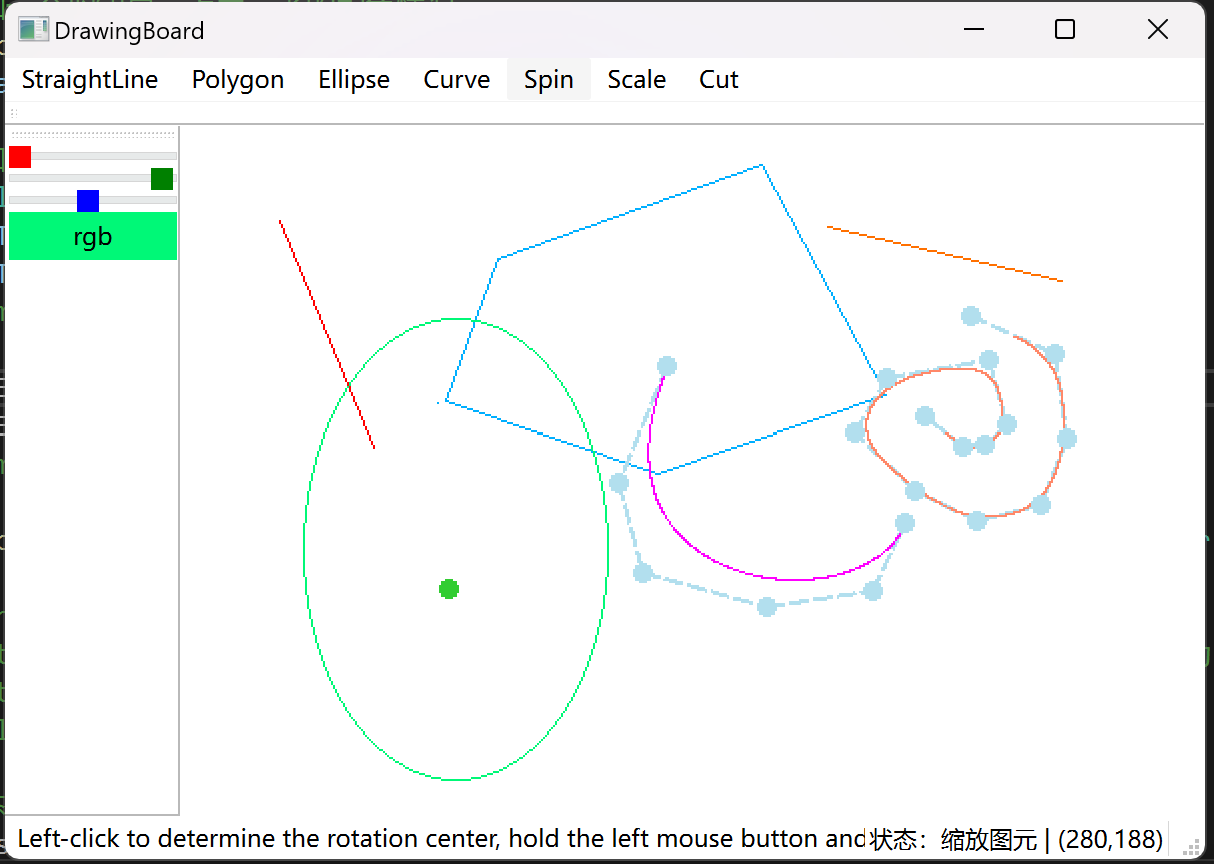 DrawingBoard
StraightLine Polygon Ellipse Curve Spin Scale Cut
rgb
Left-click to determine the rotation center, hold the left mouse button and 状态：缩放图元 | (280,188)